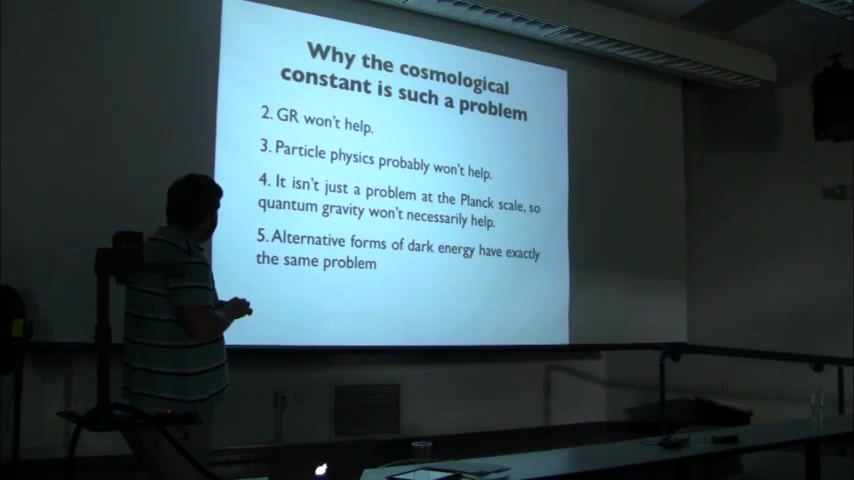 Why the cosmological
constant is such a problem
2. GR won't help.
3. Particle physics probably won't help.
4. It isn't just a problem at the Planck scale, so
quantum gravity won't necessarily help.
5. Alternative forms of dark energy have exactly
the same problem